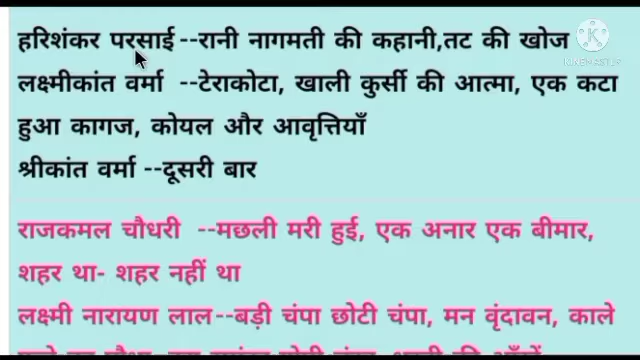 हरिशंकर परसाई --रानी नागमती की कहानी,तट की खोज
लक्ष्मीकांत वर्मा --टेराकोटा, खाली कुर्सी की आत्मा, एक कटा
हुआ कागज, कोयल और आवृत्तियाँ
श्रीकांत वर्मा --दूसरी बार
राजकमल चौधरी --मछली मरी हुई, एक अनार एक बीमार,
शहर था- शहर नहीं था
लक्ष्मी नारायण लाल--बड़ी चंपा छोटी चंपा, मन वृंदावन, काले